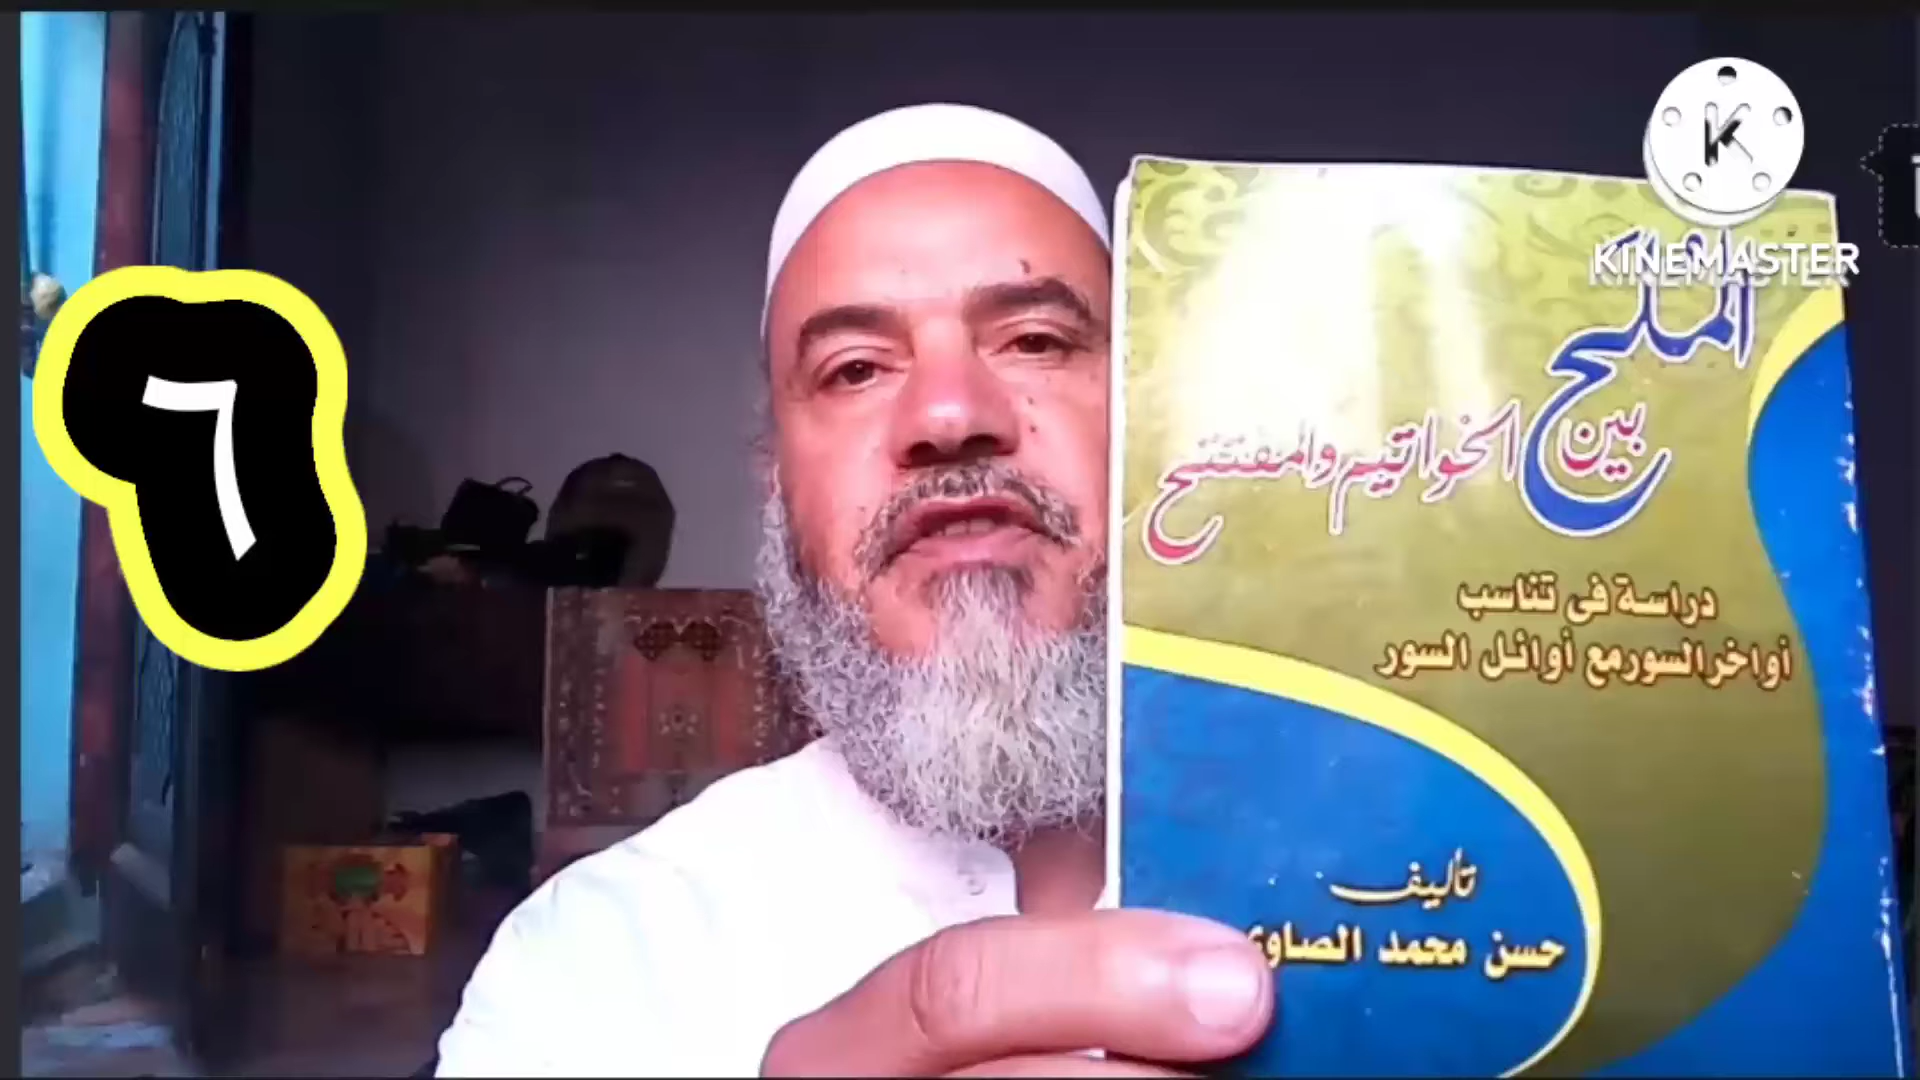 K
KINEMASTER
الملح
بين
الخواتيم والمفتتح
دراسة فى تناسب
أواخر السور مع أوائل السور
تأليف
حسن محمد الصاوى
٦